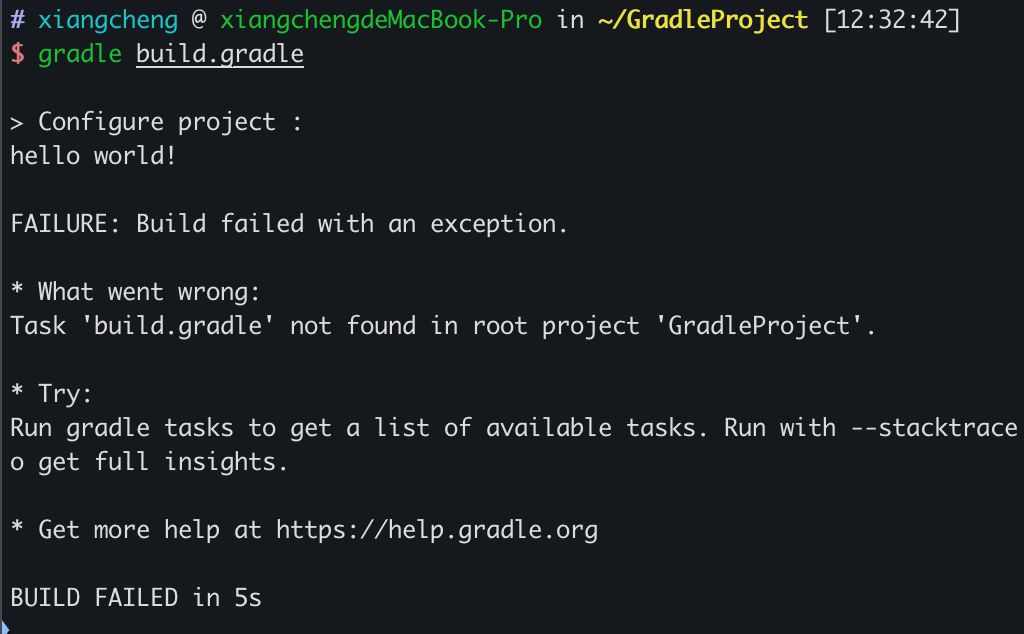 # xiangcheng @ xiangchengdeMacBook-Pro in ~/GradleProject [12:32:42]
$ gradle build.gradle
> Configure project :
hello world!
FAILURE: Build failed with an exception.
* What went wrong:
Task 'build.gradle' not found in root project 'GradleProject'.
* Try:
Run gradle tasks to get a list of available tasks. Run with --stacktrace
o get full insights.
* Get more help at https://help.gradle.org
BUILD FAILED in 5s